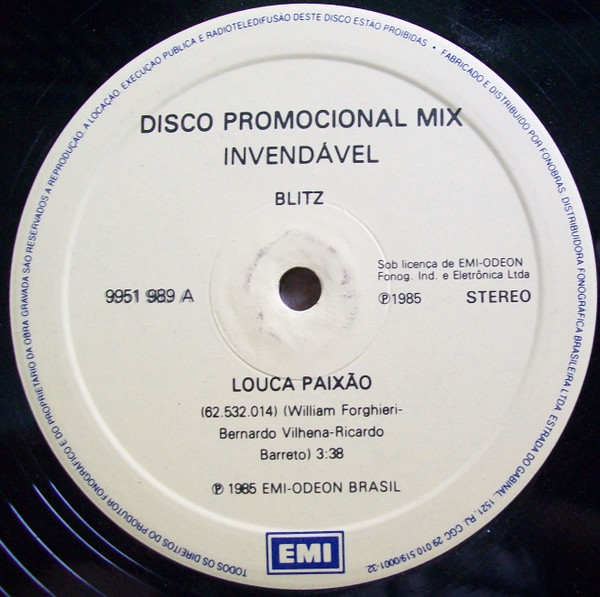 TODOS OS DIREITOS DO PRODUTOR FONOGRÁFICO E DO PROPRIETÁRIO DA OBRA GRAVADA SÃO RESERVADOS A REPRODUÇÃO, A LOCAÇÃO, EXECUÇÃO PUBLICA E RADIOTELEDIFUSÃO DESTE DISCO ESTÃO PROIBIDAS • FABRICADO E DISTRIBUIDO POR FONOBRAS DISTRIBUIDORA FONOGRÁFICA BRASILEIRA LTDA. ESTRADA DO GABINAL 1521, RJ, CGC 29.010.519/0001-32
DISCO PROMOCIONAL MIX
INVENDÁVEL
BLITZ
Sob licença de EMI-ODEON
Fonog. Ind. e Eletrônica Ltda
9951 989 A
℗1985 STEREO
LOUCA PAIXÃO
(62.532.014) (William Forghieri-
Bernardo Vilhena-Ricardo
Barreto) 3:38
℗ 1985 EMI-ODEON BRASIL
EMI